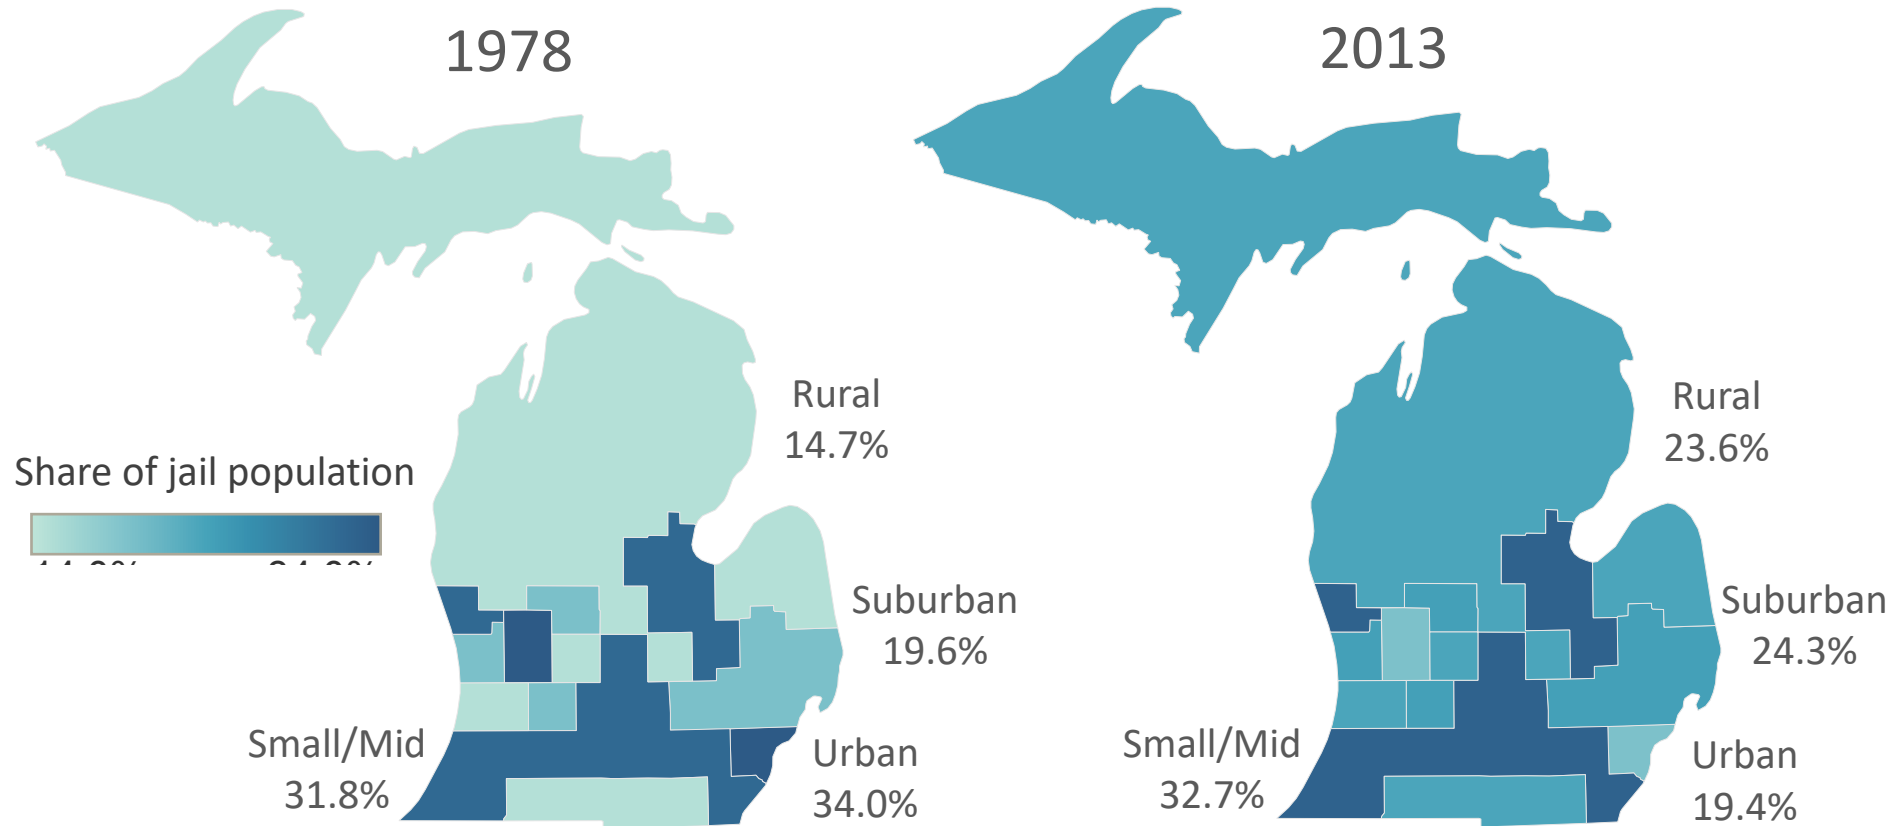 1978
2013
Rural
14.7%
Rural
23.6%
Share of jail population
Suburban
19.6%
Suburban
24.3%
Small/Mid
31.8%
Urban
34.0%
Small/Mid
32.7%
Urban
19.4%